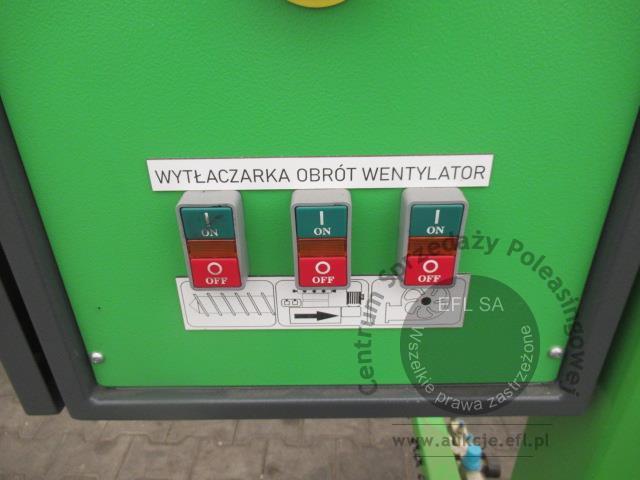 WYTŁACZARKA OBRÓT WENTYLATOR
I I I
ON ON ON
O O O
OFF OFF OFF
Centrum Sprzedaży Poleasingowej
EFL SA
Wszelkie prawa zastrzeżone
www.aukcje.efl.pl